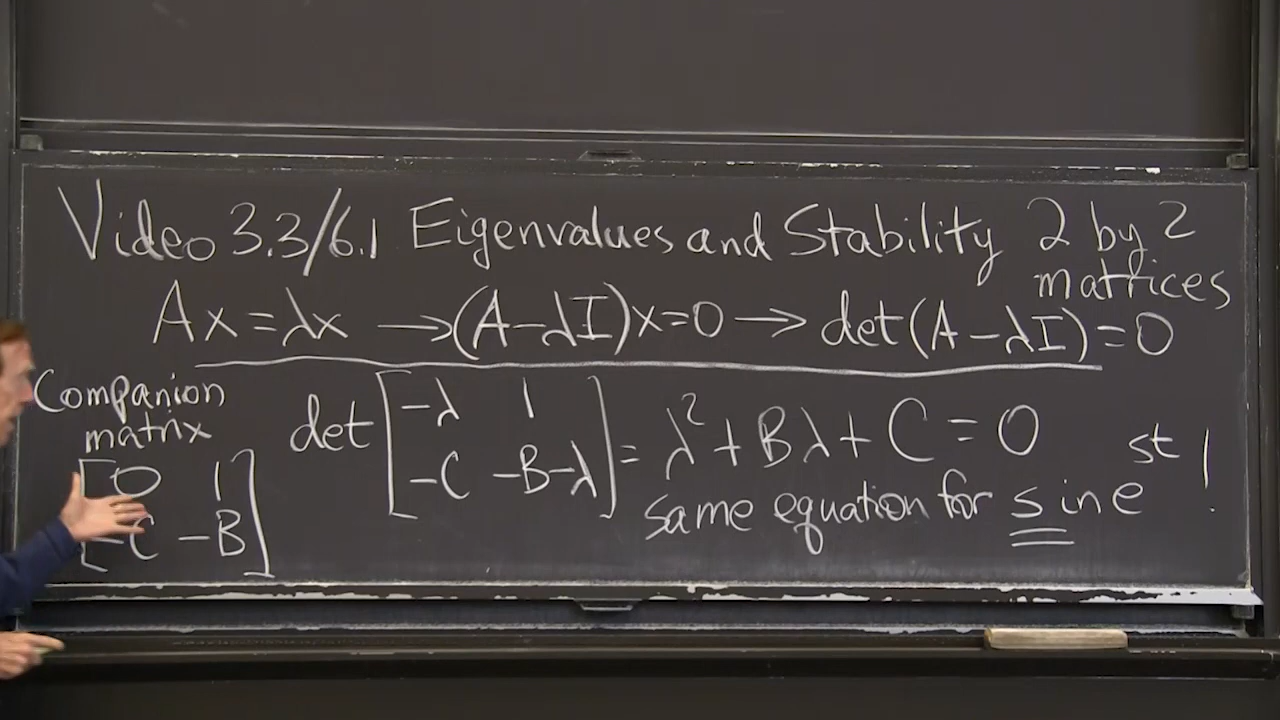 Video 3.3/6.1 Eigenvalues and Stability 2 by 2
matrices
Ax=λx →(A-λI)x=0→ det(A-λI)=0
Companion
matrix
[0 1
-C -B]
det[-λ 1
-C -B-λ]= λ²+Bλ+C=0
same equation for s in e^st !